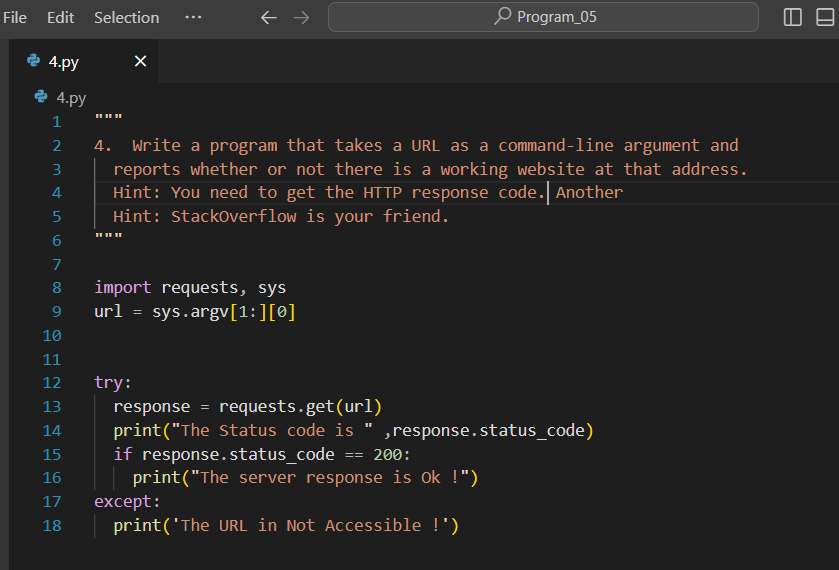 File Edit Selection ··· ← → Program_05
4.py ×
4.py
1 """
2 4.  Write a program that takes a URL as a command-line argument and
3   reports whether or not there is a working website at that address.
4   Hint: You need to get the HTTP response code. Another
5   Hint: StackOverflow is your friend.
6 """
7
8 import requests, sys
9 url = sys.argv[1:][0]
10
11
12 try:
13   response = requests.get(url)
14   print("The Status code is " ,response.status_code)
15   if response.status_code == 200:
16     print("The server response is Ok !")
17 except:
18   print('The URL in Not Accessible !')